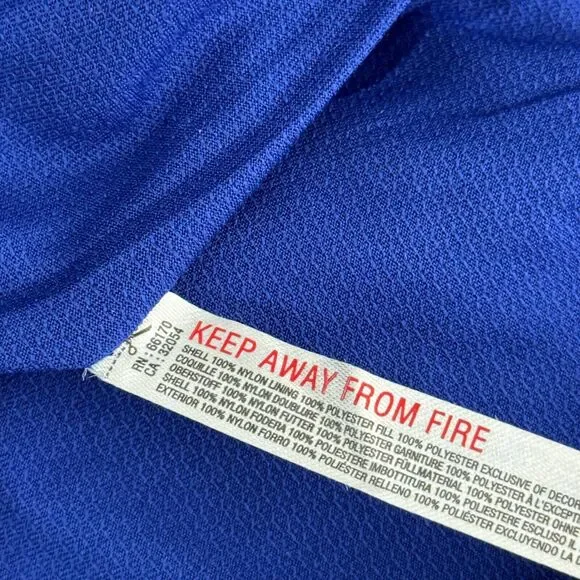 RN : 86170
CA : 32054
KEEP AWAY FROM FIRE
SHELL 100% NYLON LINING 100% POLYESTER FILL 100% POLYESTER EXCLUSIVE OF DECOR
COQUILLE 100% NYLON DOUBLURE 100% POLYESTER GARNITURE 100% POLYESTER À L'EXCEPT
OBERSTOFF 100% NYLON FUTTER 100% POLYESTER FÜLLMATERIAL 100% POLYESTER OHNE
SHELL 100% NYLON FODERA 100% POLIESTERE IMBOTTITURA 100% POLIESTERE ESCLUSO IL
EXTERIOR 100% NYLON FORRO 100% POLIÉSTER RELLENO 100% POLIÉSTER EXCLUYENDO LA